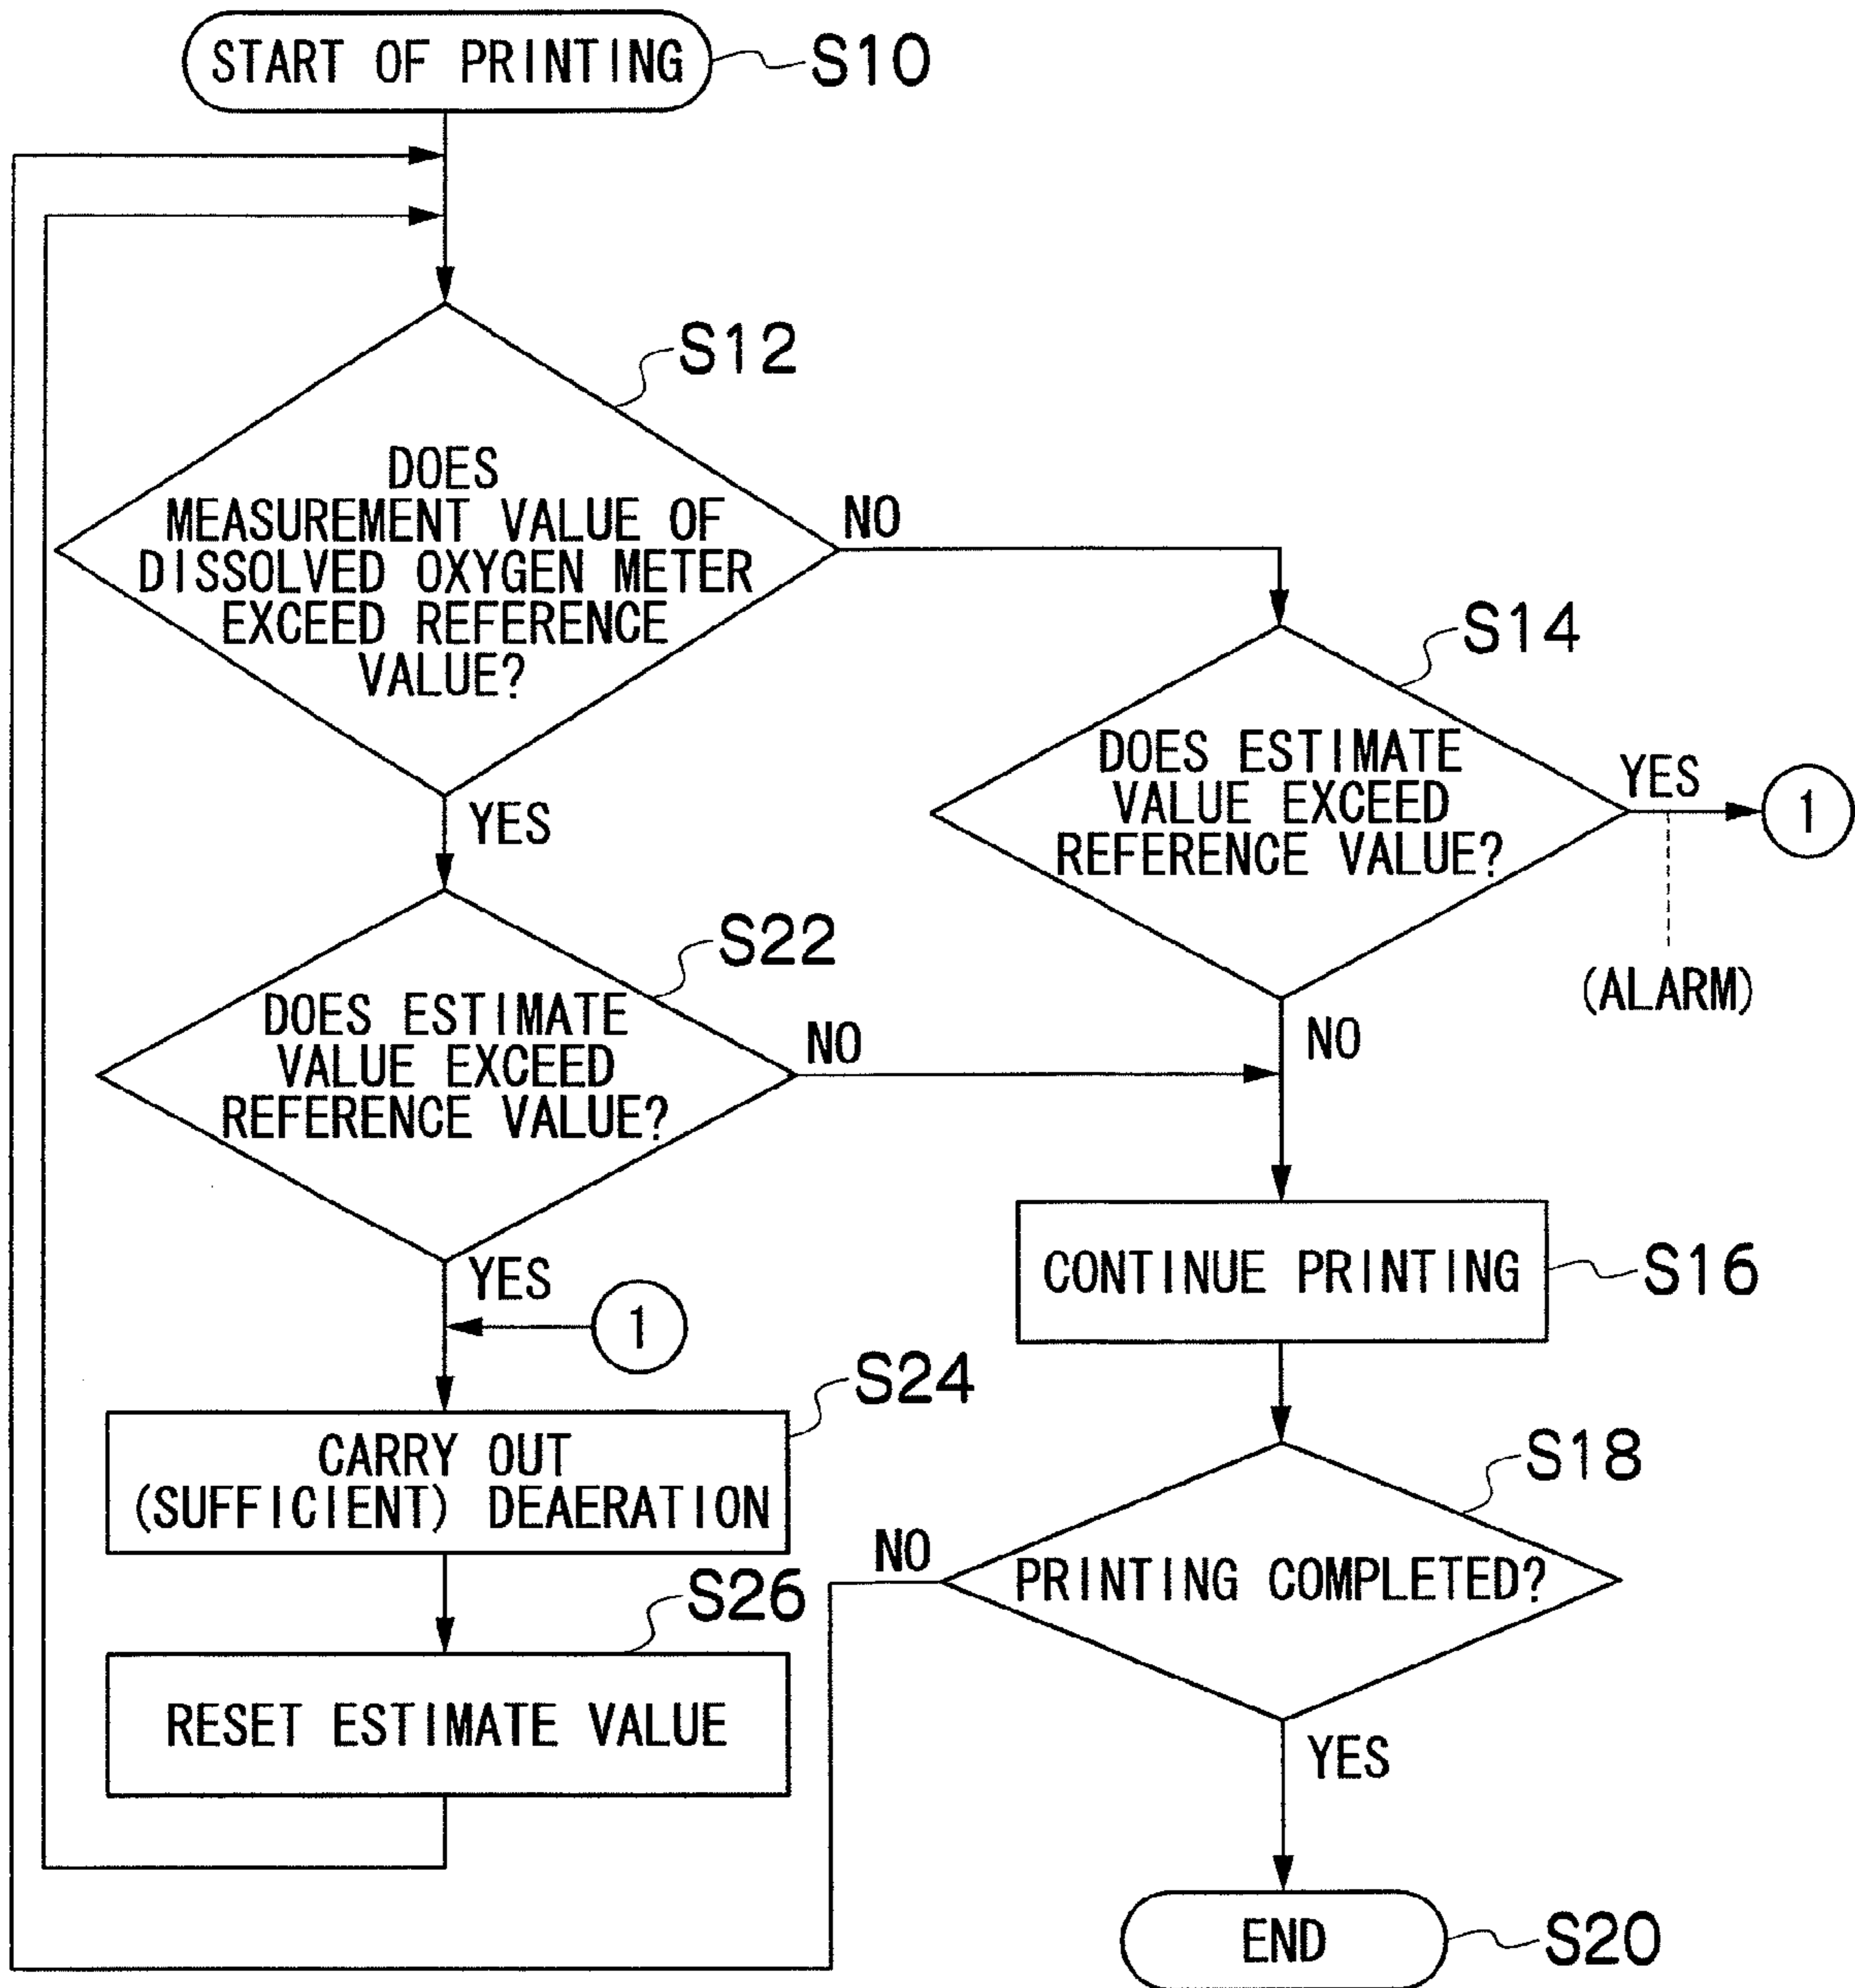 START OF PRINTING
S10
S12
DOES
MEASUREMENT VALUE OF
DISSOLVED OXYGEN METER
EXCEED REFERENCE
VALUE?
NO
YES
S14
DOES ESTIMATE
VALUE EXCEED
REFERENCE VALUE?
YES
1
(ALARM)
NO
S22
DOES ESTIMATE
VALUE EXCEED
REFERENCE VALUE?
NO
YES
1
CONTINUE PRINTING
S16
S24
CARRY OUT
(SUFFICIENT) DEAERATION
S18
PRINTING COMPLETED?
NO
YES
S26
RESET ESTIMATE VALUE
END
S20